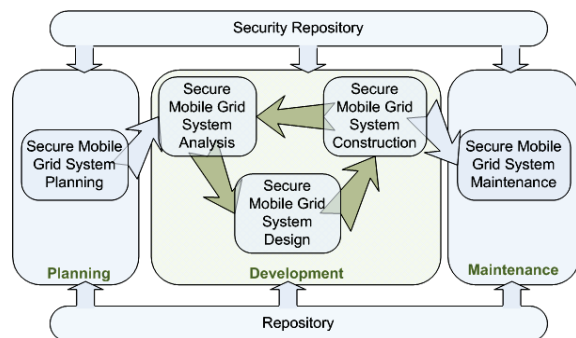 Security Repository
Secure
Mobile Grid
System
Analysis
Secure
Mobile Grid
System
Construction
Secure Mobile
Grid System
Planning
Secure Mobile
Grid System
Maintenance
Secure
Mobile Grid
System
Design
Planning
Development
Maintenance
Repository